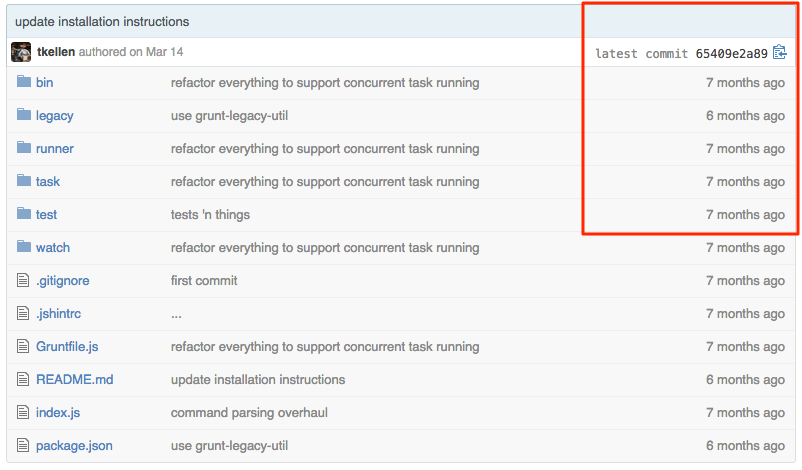 update installation instructions
tkellen authored on Mar 14 latest commit 65409e2a89
bin refactor everything to support concurrent task running 7 months ago
legacy use grunt-legacy-util 6 months ago
runner refactor everything to support concurrent task running 7 months ago
task refactor everything to support concurrent task running 7 months ago
test tests 'n things 7 months ago
watch refactor everything to support concurrent task running 7 months ago
.gitignore first commit 7 months ago
.jshintrc ... 7 months ago
Gruntfile.js refactor everything to support concurrent task running 7 months ago
README.md update installation instructions 6 months ago
index.js command parsing overhaul 7 months ago
package.json use grunt-legacy-util 6 months ago